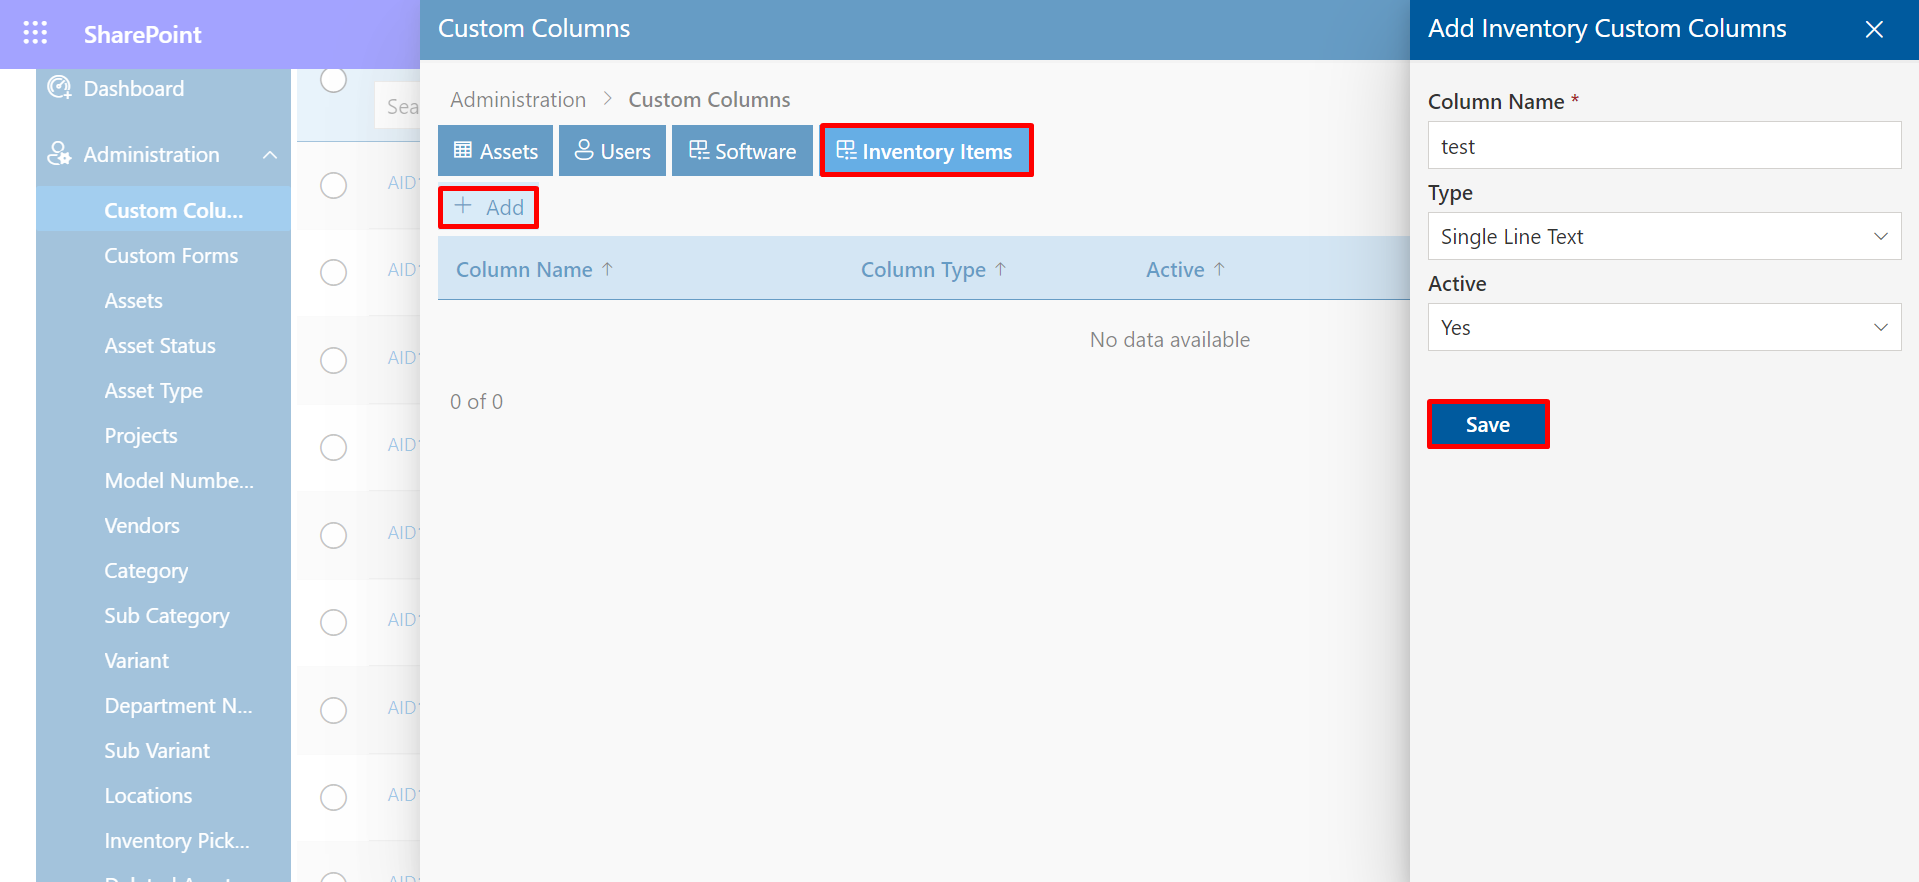 SharePoint
Dashboard
Administration
Custom Colu...
Custom Forms
Assets
Asset Status
Asset Type
Projects
Model Numbe...
Vendors
Category
Sub Category
Variant
Department N...
Sub Variant
Locations
Inventory Pick...
Sea
AID
AID
AID
AID
AID
AID
AID
AID
AID
Custom Columns
Administration > Custom Columns
Assets Users Software Inventory Items
+ Add
Column Name ↑ Column Type ↑ Active ↑
No data available
0 of 0
Add Inventory Custom Columns
Column Name *
test
Type
Single Line Text
Active
Yes
Save